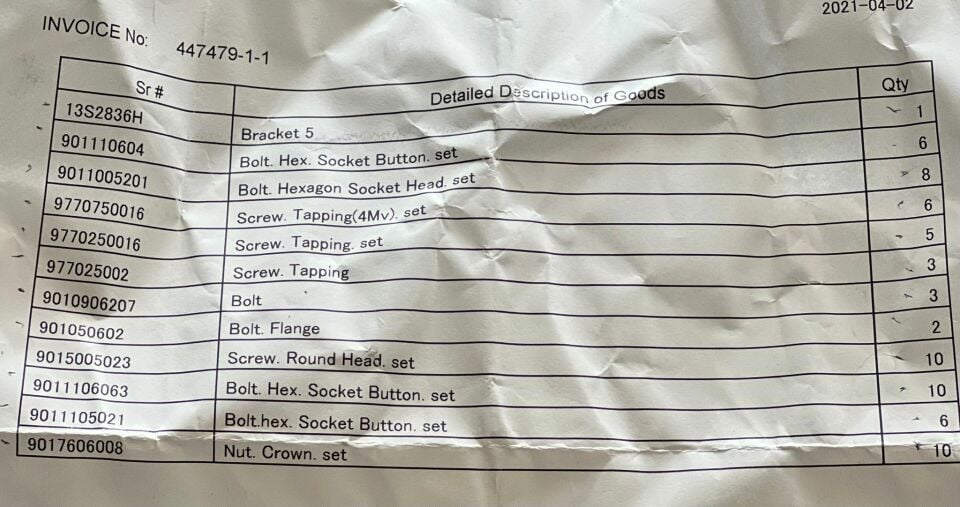 2021-04-02
INVOICE No: 447479-1-1
Sr # Detailed Description of Goods Qty
13S2836H Bracket 5 1
901110604 Bolt. Hex. Socket Button. set 6
9011005201 Bolt. Hexagon Socket Head. set 8
9770750016 Screw. Tapping(4Mv). set 6
9770250016 Screw. Tapping. set 5
977025002 Screw. Tapping 3
9010906207 Bolt 3
901050602 Bolt. Flange 2
9015005023 Screw. Round Head. set 10
9011106063 Bolt. Hex. Socket Button. set 10
9011105021 Bolt.hex. Socket Button. set 6
9017606008 Nut. Crown. set 10